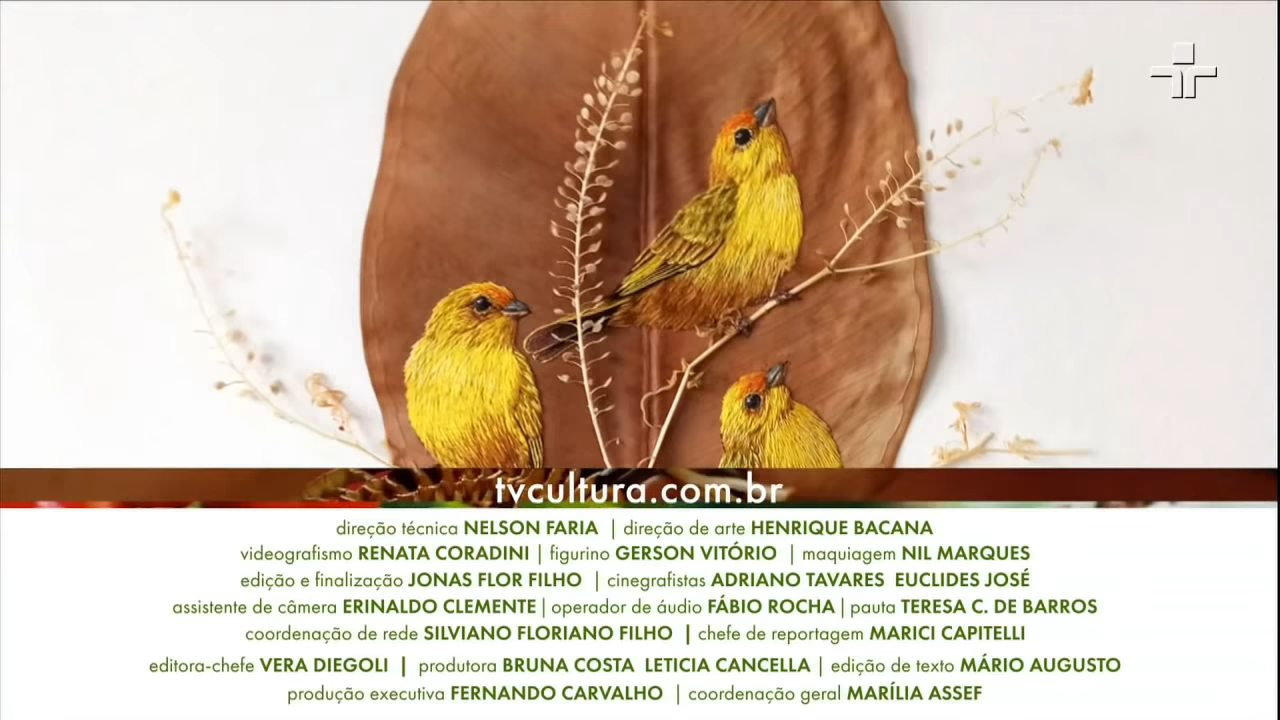 tvcultura.com.br
direção técnica NELSON FARIA | direção de arte HENRIQUE BACANA
videografismo RENATA CORADINI | figurino GERSON VITÓRIO | maquiagem NIL MARQUES
edição e finalização JONAS FLOR FILHO | cinegrafistas ADRIANO TAVARES EUCLIDES JOSÉ
assistente de câmera ERINALDO CLEMENTE | operador de áudio FÁBIO ROCHA | pauta TERESA C. DE BARROS
coordenação de rede SILVIANO FLORIANO FILHO | chefe de reportagem MARICI CAPITELLI
editora-chefe VERA DIEGOLI | produtora BRUNA COSTA LETICIA CANCELLA | edição de texto MÁRIO AUGUSTO
produção executiva FERNANDO CARVALHO | coordenação geral MARÍLIA ASSEF